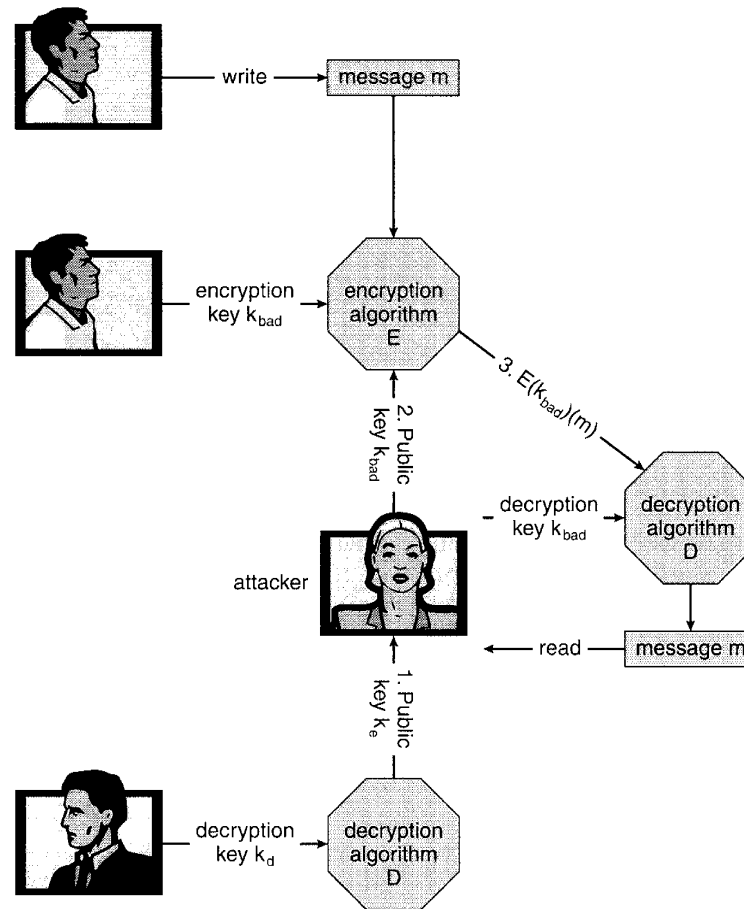 write
message m
encryption
key k_bad
encryption
algorithm
E
3. E(k_bad)(m)
2. Public
key k_bad
decryption
key k_bad
decryption
algorithm
D
attacker
read
message m
1. Public
key k_e
decryption
key k_d
decryption
algorithm
D